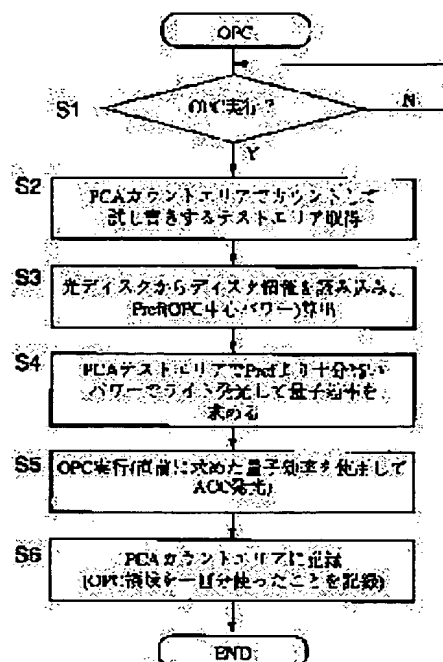 OPC
S1
OPC実行?
N
Y
S2
PCAカウントエリアでカウントして
試し書きするテストエリア取得
S3
光ディスクからディスク情報を読み込み、
Pref(OPC中心パワー)算出
S4
PCAテストエリアでPrefより十分弱い
パワーでライト発光して量子効率を
求める
S5
OPC実行(直前に求めた量子効率を使用して
発光)
S6
PCAカウントエリアに記録
(OPC領域を一回分使ったことを記録)
END